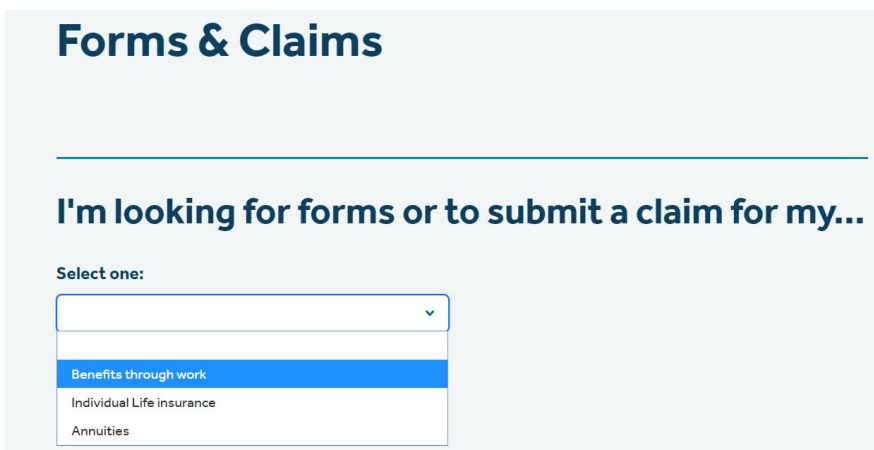 Forms & Claims
I'm looking for forms or to submit a claim for my...
Select one:
Benefits through work
Individual Life insurance
Annuities